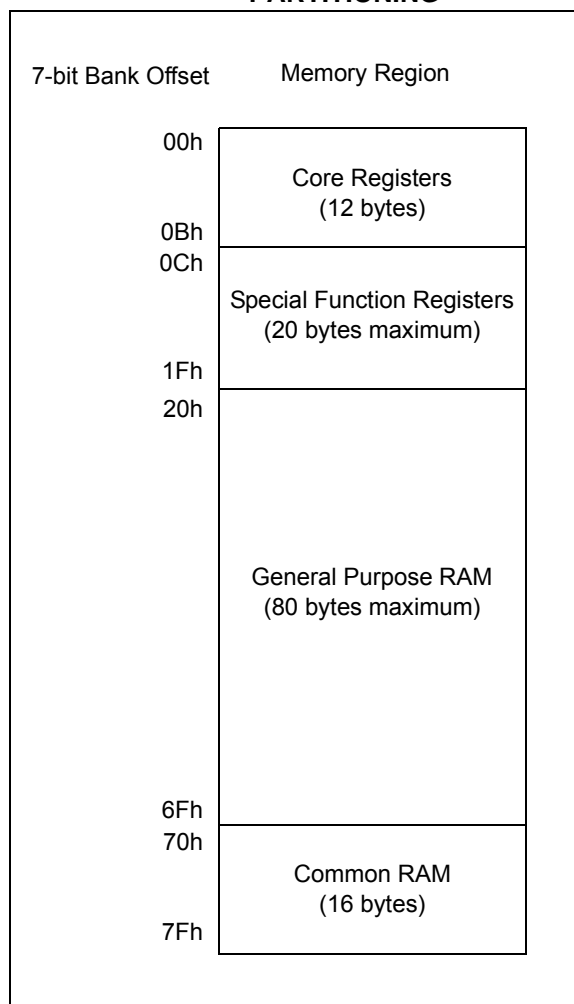 7-bit Bank Offset
Memory Region
00h
Core Registers
(12 bytes)
0Bh
0Ch
Special Function Registers
(20 bytes maximum)
1Fh
20h
General Purpose RAM
(80 bytes maximum)
6Fh
70h
Common RAM
(16 bytes)
7Fh